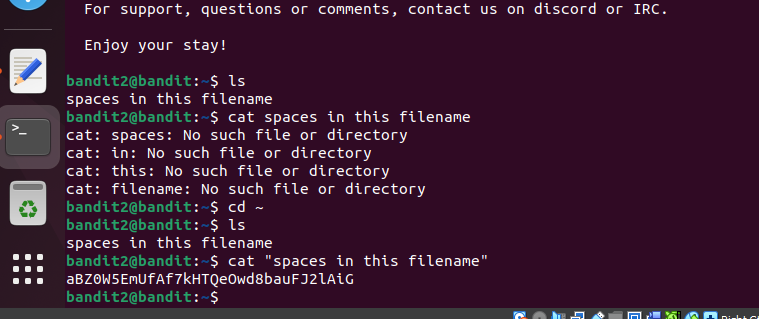 For support, questions or comments, contact us on discord or IRC.
Enjoy your stay!
bandit2@bandit:~$ ls
spaces in this filename
bandit2@bandit:~$ cat spaces in this filename
cat: spaces: No such file or directory
cat: in: No such file or directory
cat: this: No such file or directory
cat: filename: No such file or directory
bandit2@bandit:~$ cd ~
bandit2@bandit:~$ ls
spaces in this filename
bandit2@bandit:~$ cat "spaces in this filename"
aBZ0W5EmUfAf7kHTQeOwd8bauFJ2lAiG
bandit2@bandit:~$